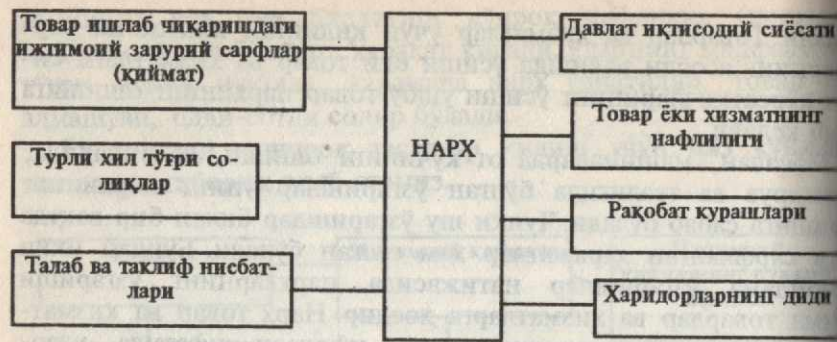 Товар ишлаб чиқаришдаги
ижтимоий зарурий сарфлар
(қиймат)
Турли хил тўғри со-
лиқлар
Талаб ва таклиф нисбат-
лари
НАРХ
Давлат иқтисодий сиёсати
Товар ёки хизматнинг
нафлилиги
Рақобат курашлари
Харидорларнинг диди